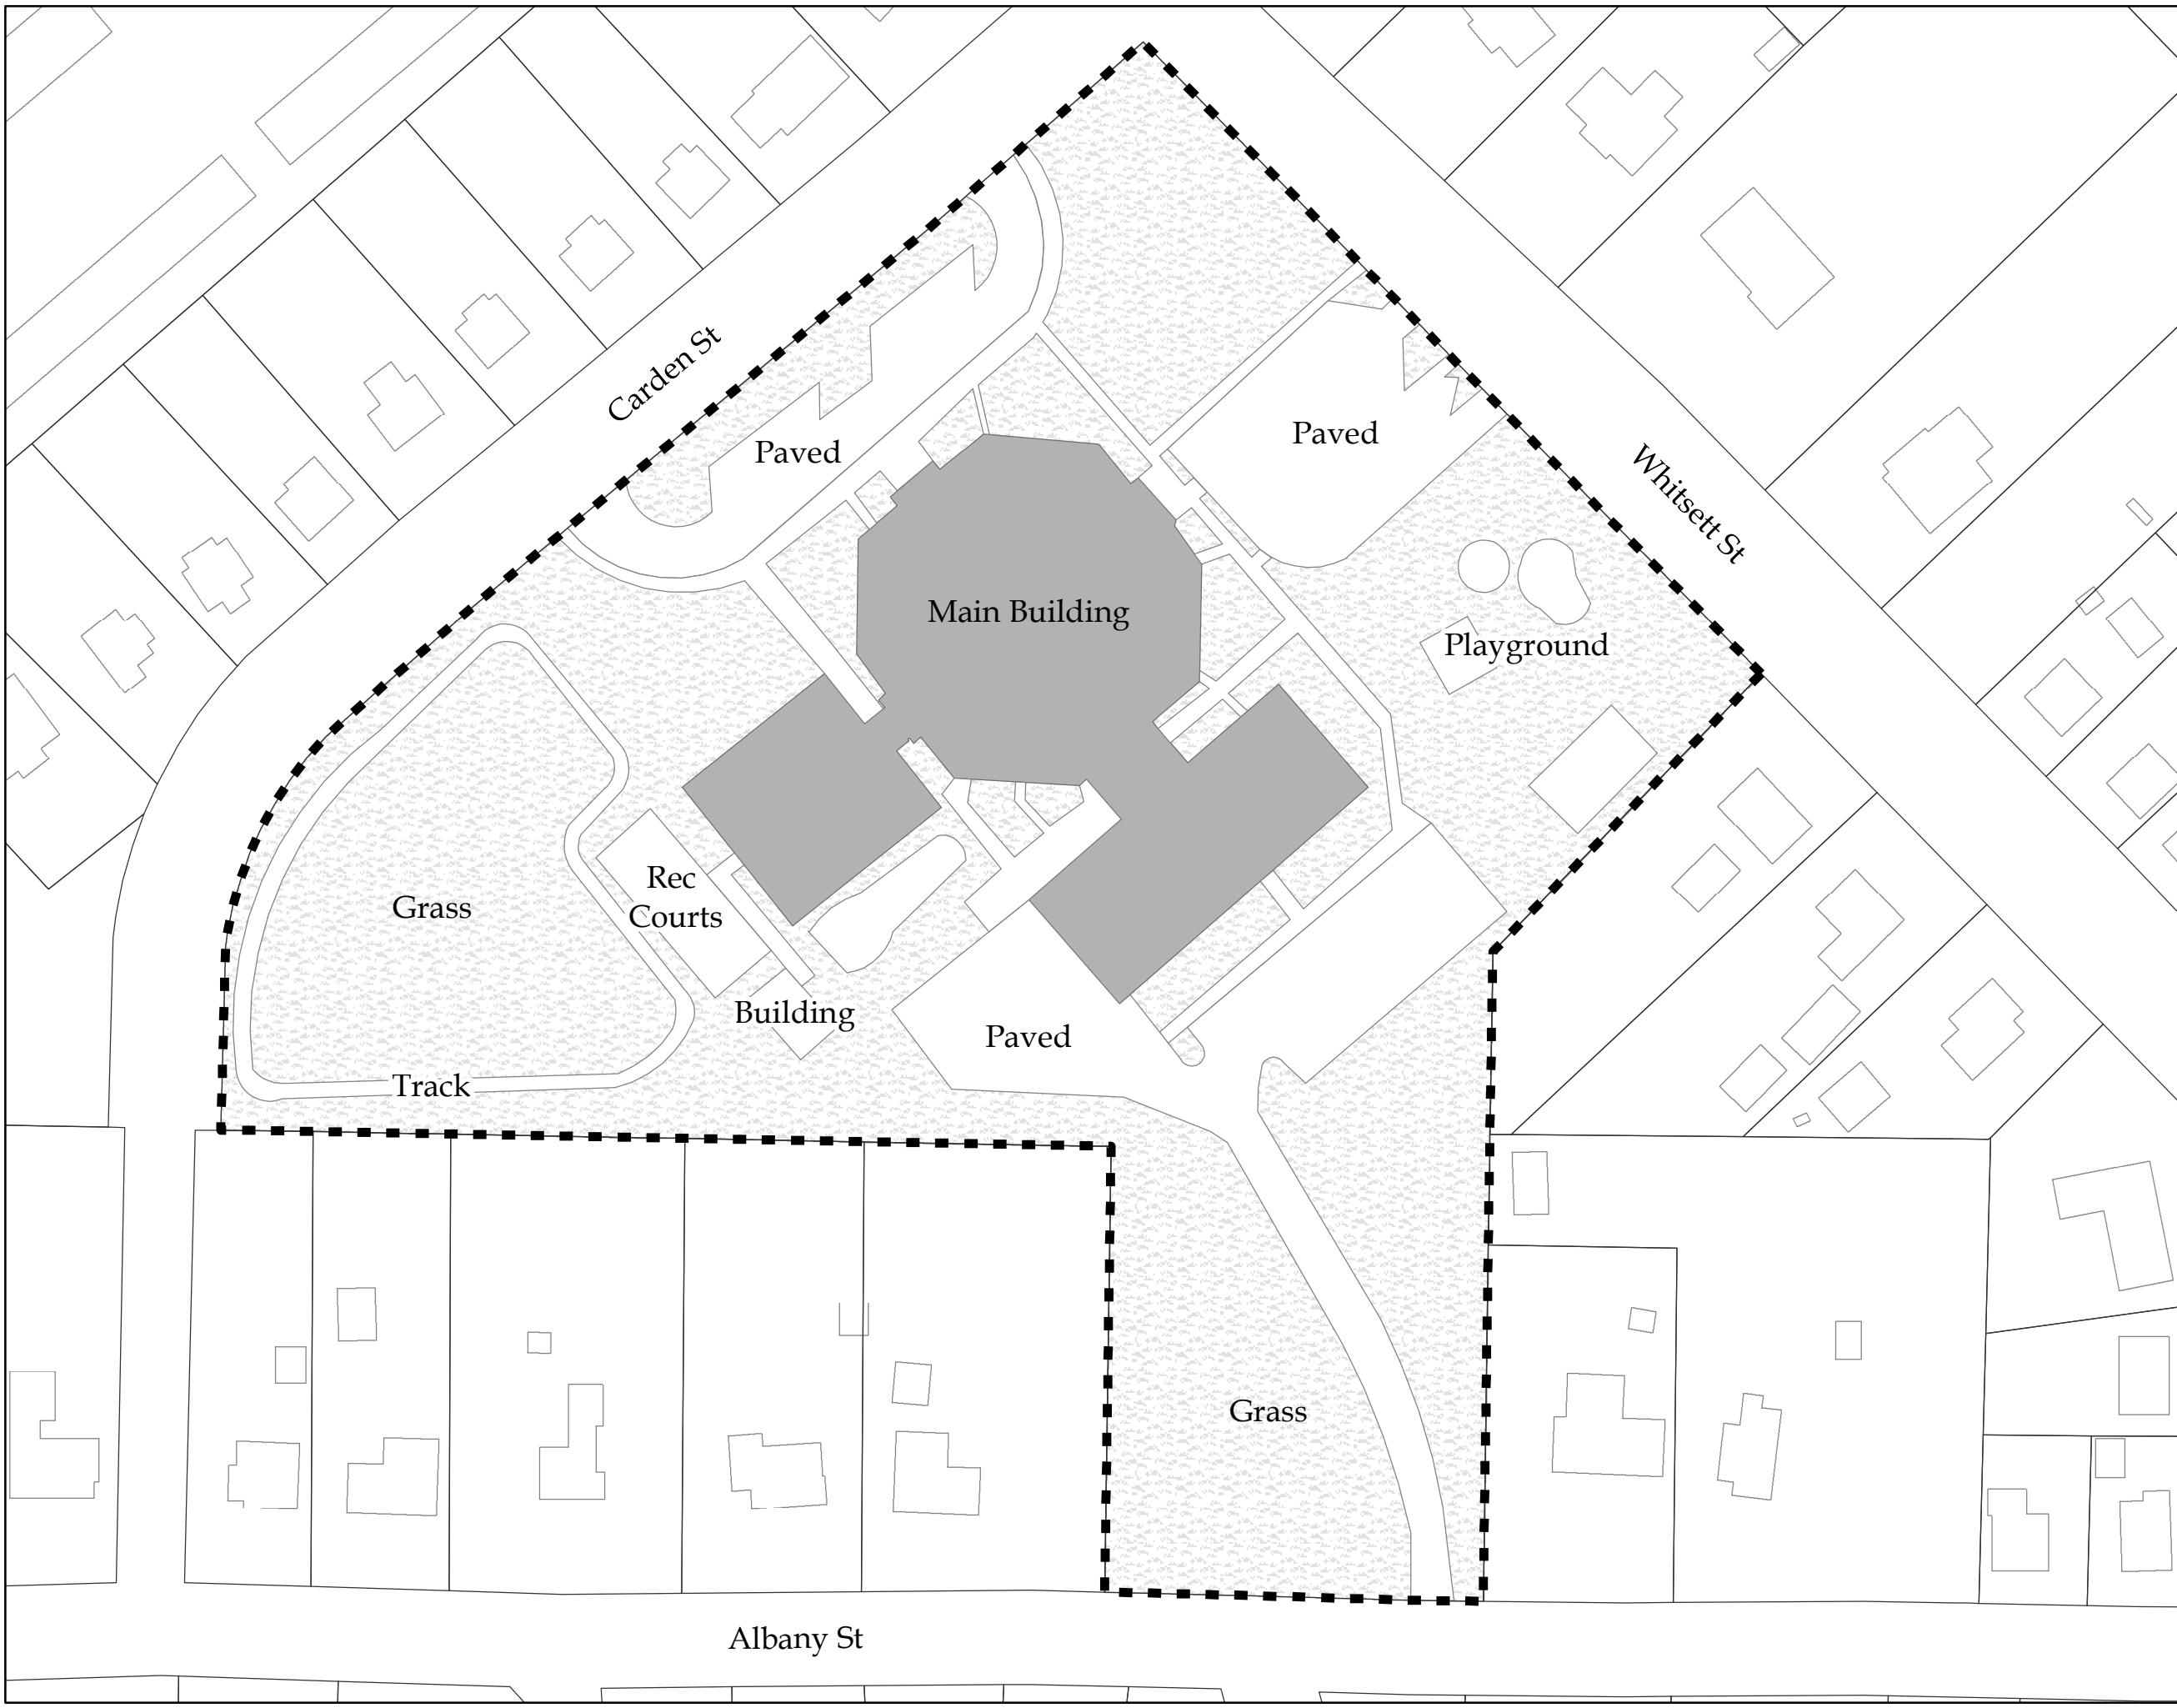 Carden St
Paved
Paved
Whitsett St
Main Building
Playground
Rec
Courts
Grass
Building
Paved
Track
Grass
Albany St